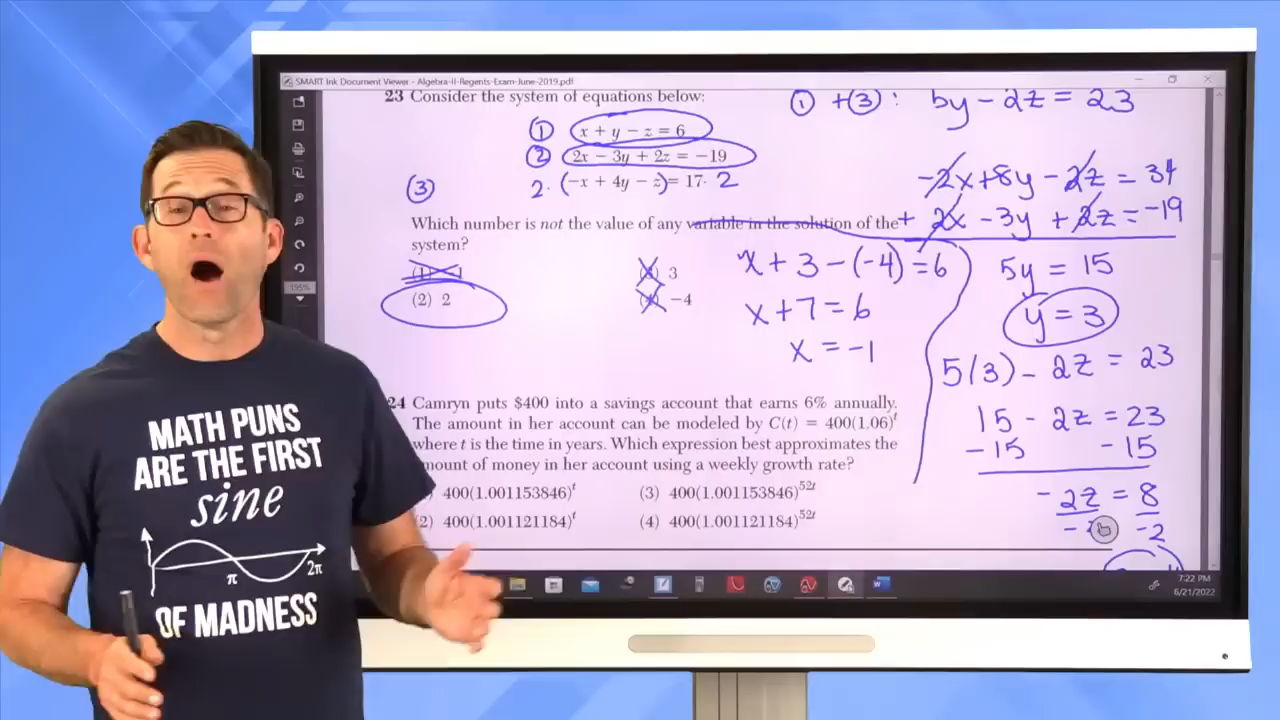 SMART Ink Document Viewer - Algebra-II-Regents-Exam-June-2019.pdf
23 Consider the system of equations below:
① x + y − z = 6
② 2x − 3y + 2z = −19
③ 2·(−x + 4y − z) = 17·2
Which number is not the value of any variable in the solution of the
system?
(2) 2
3
−4
① + ③ : 5y − 2z = 23
−2x + 8y − 2z = 34
+ 2x − 3y + 2z = −19
5y = 15
y = 3
x + 3 − (−4) = 6
x + 7 = 6
x = −1
5(3) − 2z = 23
15 − 2z = 23
−15 −15
−2z = 8
−2
24 Camryn puts $400 into a savings account that earns 6% annually.
The amount in her account can be modeled by C(t) = 400(1.06)^t
where t is the time in years. Which expression best approximates the
amount of money in her account using a weekly growth rate?
400(1.001153846)^t
(2) 400(1.001121184)^t
(3) 400(1.001153846)^52t
(4) 400(1.001121184)^52t
195%
7:22 PM
6/21/2022
MATH PUNS
ARE THE FIRST
sine
π 2π
OF MADNESS